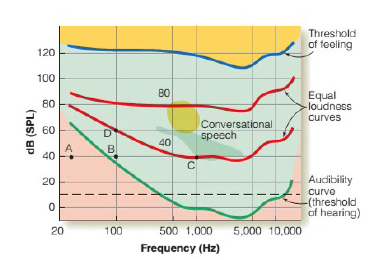 Threshold
of feeling
120
100
80
60
40
20
0
dB (SPL)
80
40
Conversational
speech
A
B
C
D
Equal
loudness
curves
Audibility
curve
(threshold
of hearing)
20
100
500
1,000
5,000
10,000
Frequency (Hz)